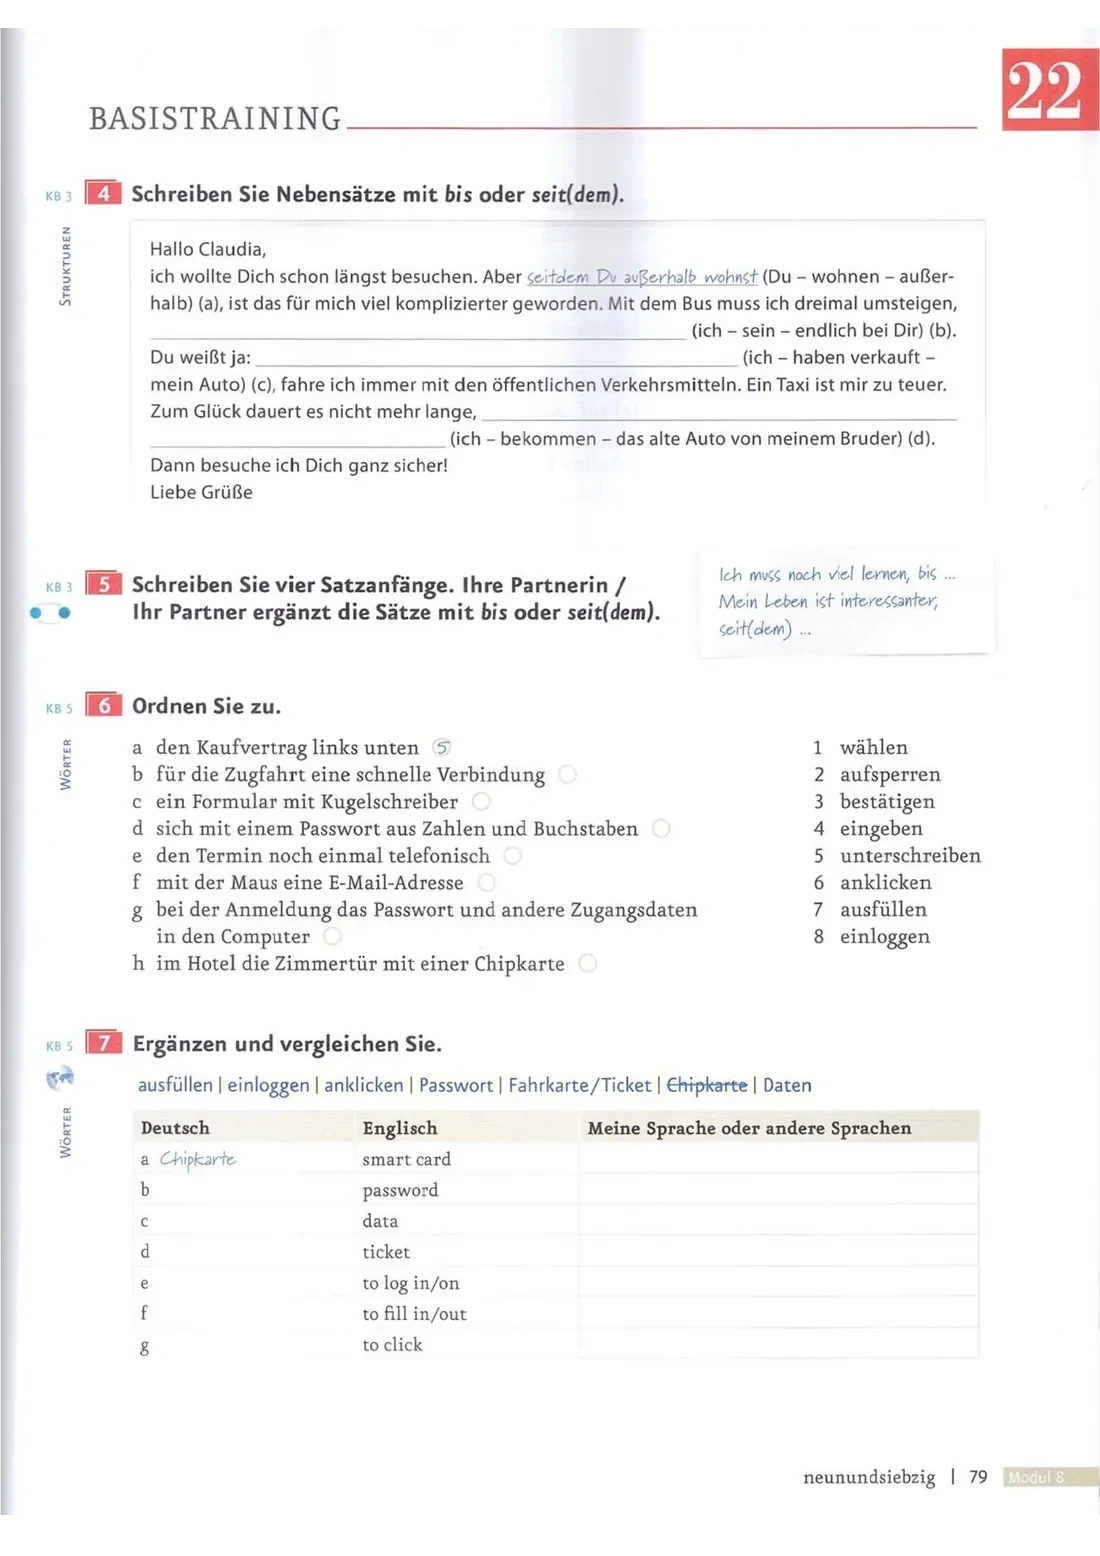 22
BASISTRAINING
KB 3 4 Schreiben Sie Nebensätze mit bis oder seit(dem).
STRUKTUREN
Hallo Claudia,
ich wollte Dich schon längst besuchen. Aber seitdem Du außerhalb wohnst (Du – wohnen – außer-
halb) (a), ist das für mich viel komplizierter geworden. Mit dem Bus muss ich dreimal umsteigen,
(ich – sein – endlich bei Dir) (b).
Du weißt ja: (ich – haben verkauft –
mein Auto) (c), fahre ich immer mit den öffentlichen Verkehrsmitteln. Ein Taxi ist mir zu teuer.
Zum Glück dauert es nicht mehr lange,
(ich – bekommen – das alte Auto von meinem Bruder) (d).
Dann besuche ich Dich ganz sicher!
Liebe Grüße
KB 3 5 Schreiben Sie vier Satzanfänge. Ihre Partnerin /
Ihr Partner ergänzt die Sätze mit bis oder seit(dem).
Ich muss noch viel lernen, bis ...
Mein Leben ist interessanter,
seit(dem) ...
KB 5 6 Ordnen Sie zu.
WÖRTER
a den Kaufvertrag links unten 5
b für die Zugfahrt eine schnelle Verbindung
c ein Formular mit Kugelschreiber
d sich mit einem Passwort aus Zahlen und Buchstaben
e den Termin noch einmal telefonisch
f mit der Maus eine E-Mail-Adresse
g bei der Anmeldung das Passwort und andere Zugangsdaten
in den Computer
h im Hotel die Zimmertür mit einer Chipkarte
1 wählen
2 aufsperren
3 bestätigen
4 eingeben
5 unterschreiben
6 anklicken
7 ausfüllen
8 einloggen
KB 5 7 Ergänzen und vergleichen Sie.
WÖRTER
ausfüllen | einloggen | anklicken | Passwort | Fahrkarte/Ticket | Chipkarte | Daten
Deutsch Englisch Meine Sprache oder andere Sprachen
a Chipkarte smart card
b password
c data
d ticket
e to log in/on
f to fill in/out
g to click
neunundsiebzig | 79 Modul 8